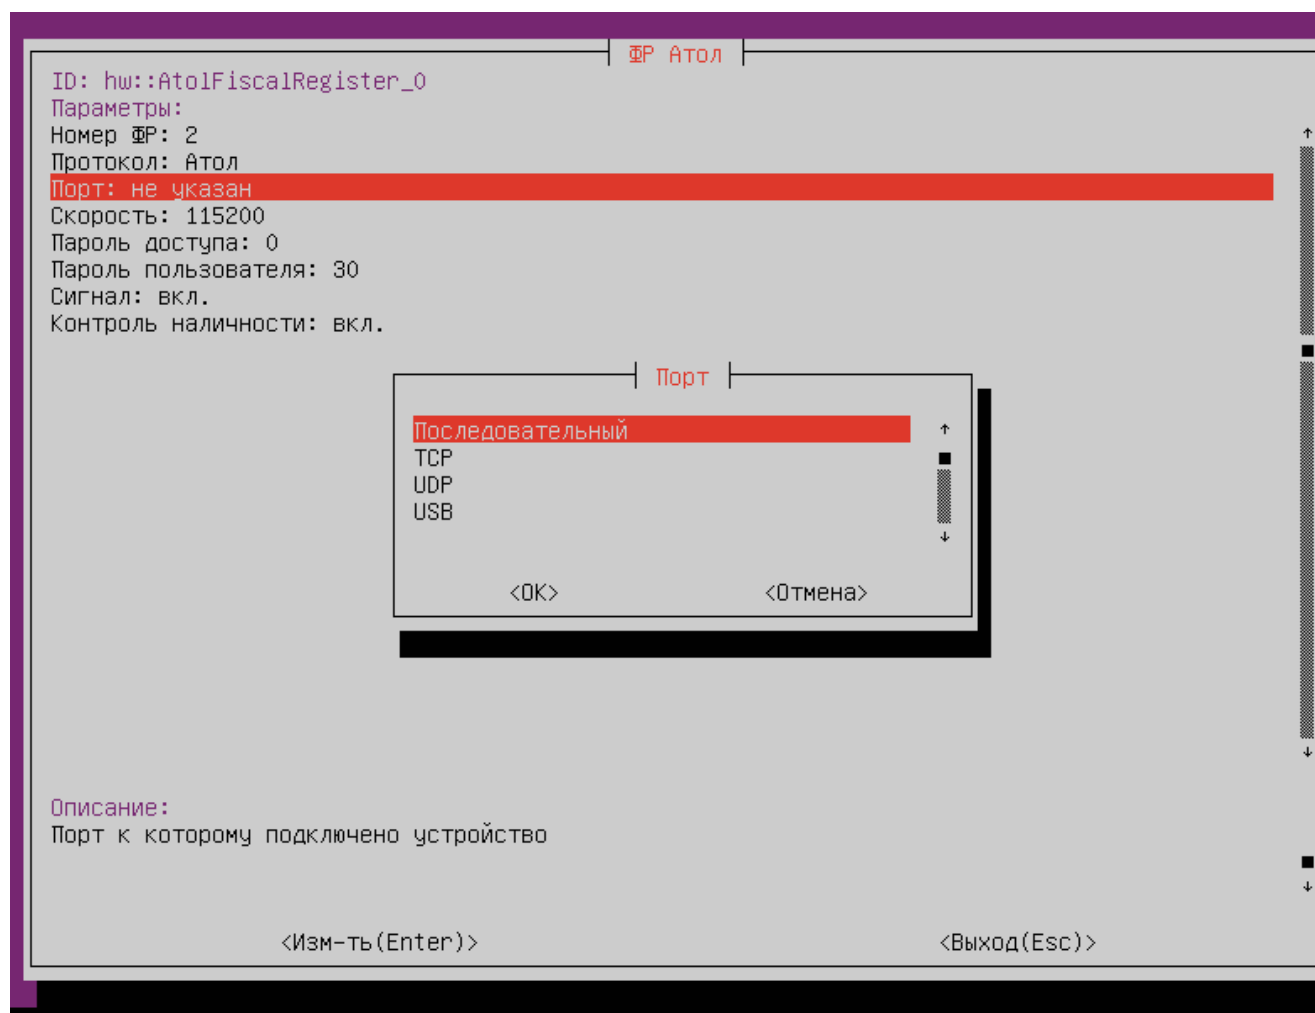 ФР Атол
ID: hw::AtolFiscalRegister_0
Параметры:
Номер ФР: 2
Протокол: Атол
Порт: не указан
Скорость: 115200
Пароль доступа: 0
Пароль пользователя: 30
Сигнал: вкл.
Контроль наличности: вкл.
Порт
Последовательный
TCP
UDP
USB
<OK> <Отмена>
Описание:
Порт к которому подключено устройство
<Изм-ть(Enter)> <Выход(Esc)>